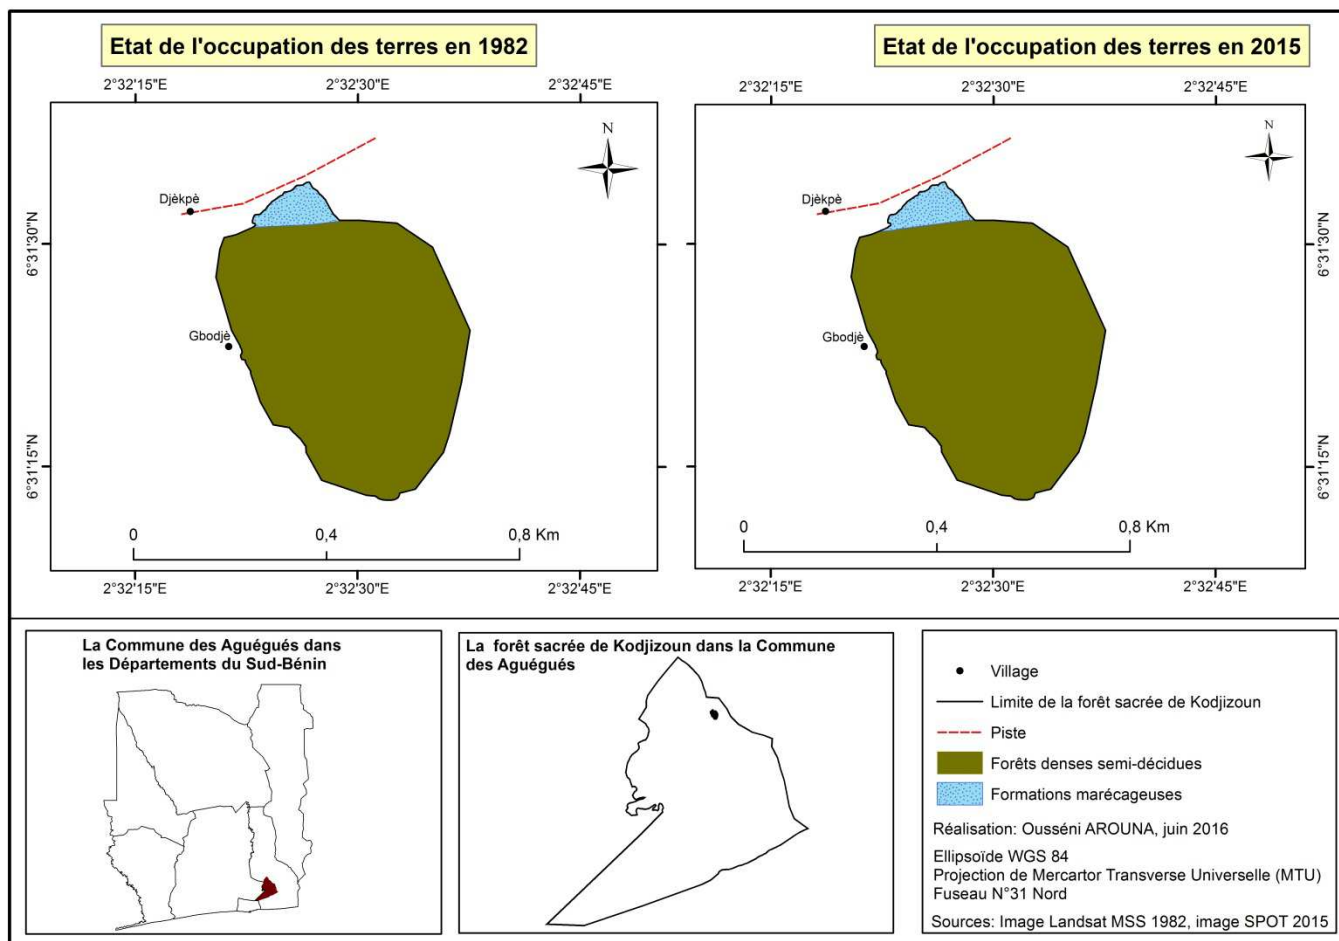 Etat de l'occupation des terres en 1982
2°32'15"E
2°32'30"E
2°32'45"E
N
Djèkpè
Gbodjè
6°31'30"N
6°31'15"N
0
0,4
0,8 Km
2°32'15"E
2°32'30"E
2°32'45"E
Etat de l'occupation des terres en 2015
2°32'15"E
2°32'30"E
2°32'45"E
N
Djèkpè
Gbodjè
6°31'30"N
6°31'15"N
0
0,4
0,8 Km
2°32'15"E
2°32'30"E
2°32'45"E
La Commune des Aguégués dans
les Départements du Sud-Bénin
La forêt sacrée de Kodjizoun dans la Commune
des Aguégués
Village
Limite de la forêt sacrée de Kodjizoun
Piste
Forêts denses semi-décidues
Formations marécageuses
Réalisation: Ousséni AROUNA, juin 2016
Ellipsoïde WGS 84
Projection de Mercartor Transverse Universelle (MTU)
Fuseau N°31 Nord
Sources: Image Landsat MSS 1982, image SPOT 2015